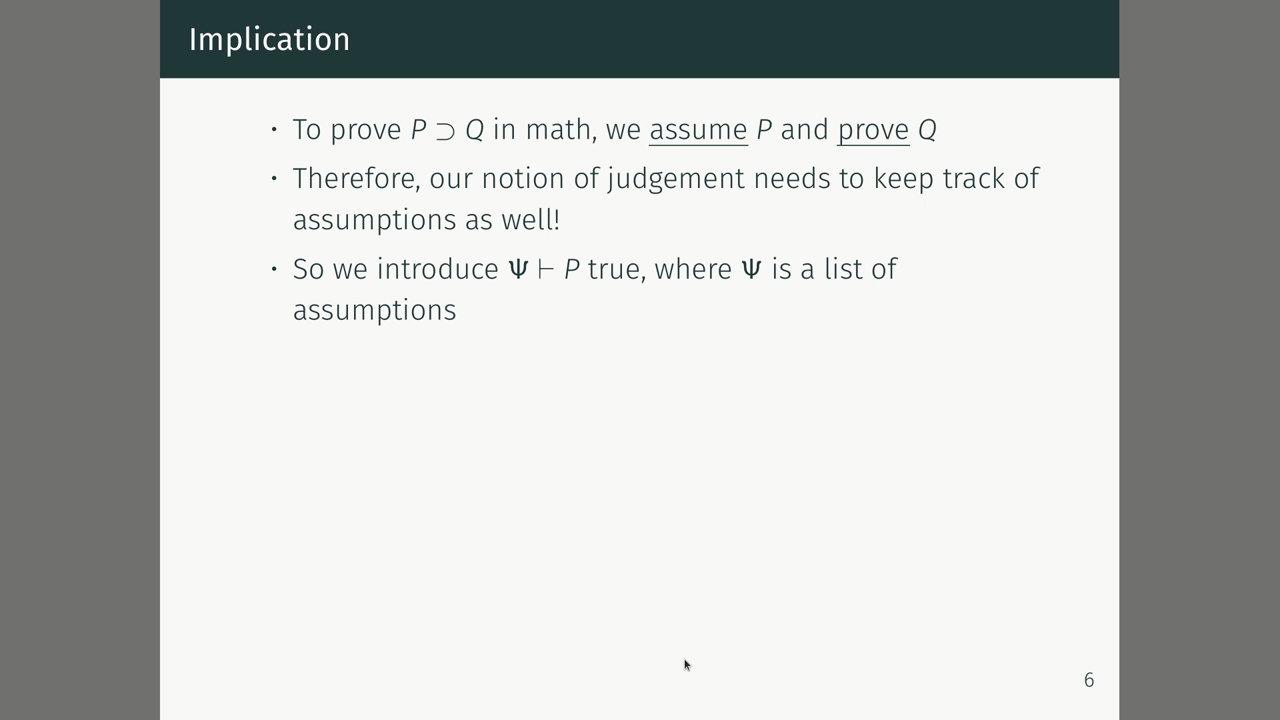 Implication
• To prove P ⊃ Q in math, we assume P and prove Q
• Therefore, our notion of judgement needs to keep track of
assumptions as well!
• So we introduce Ψ ⊢ P true, where Ψ is a list of
assumptions
6